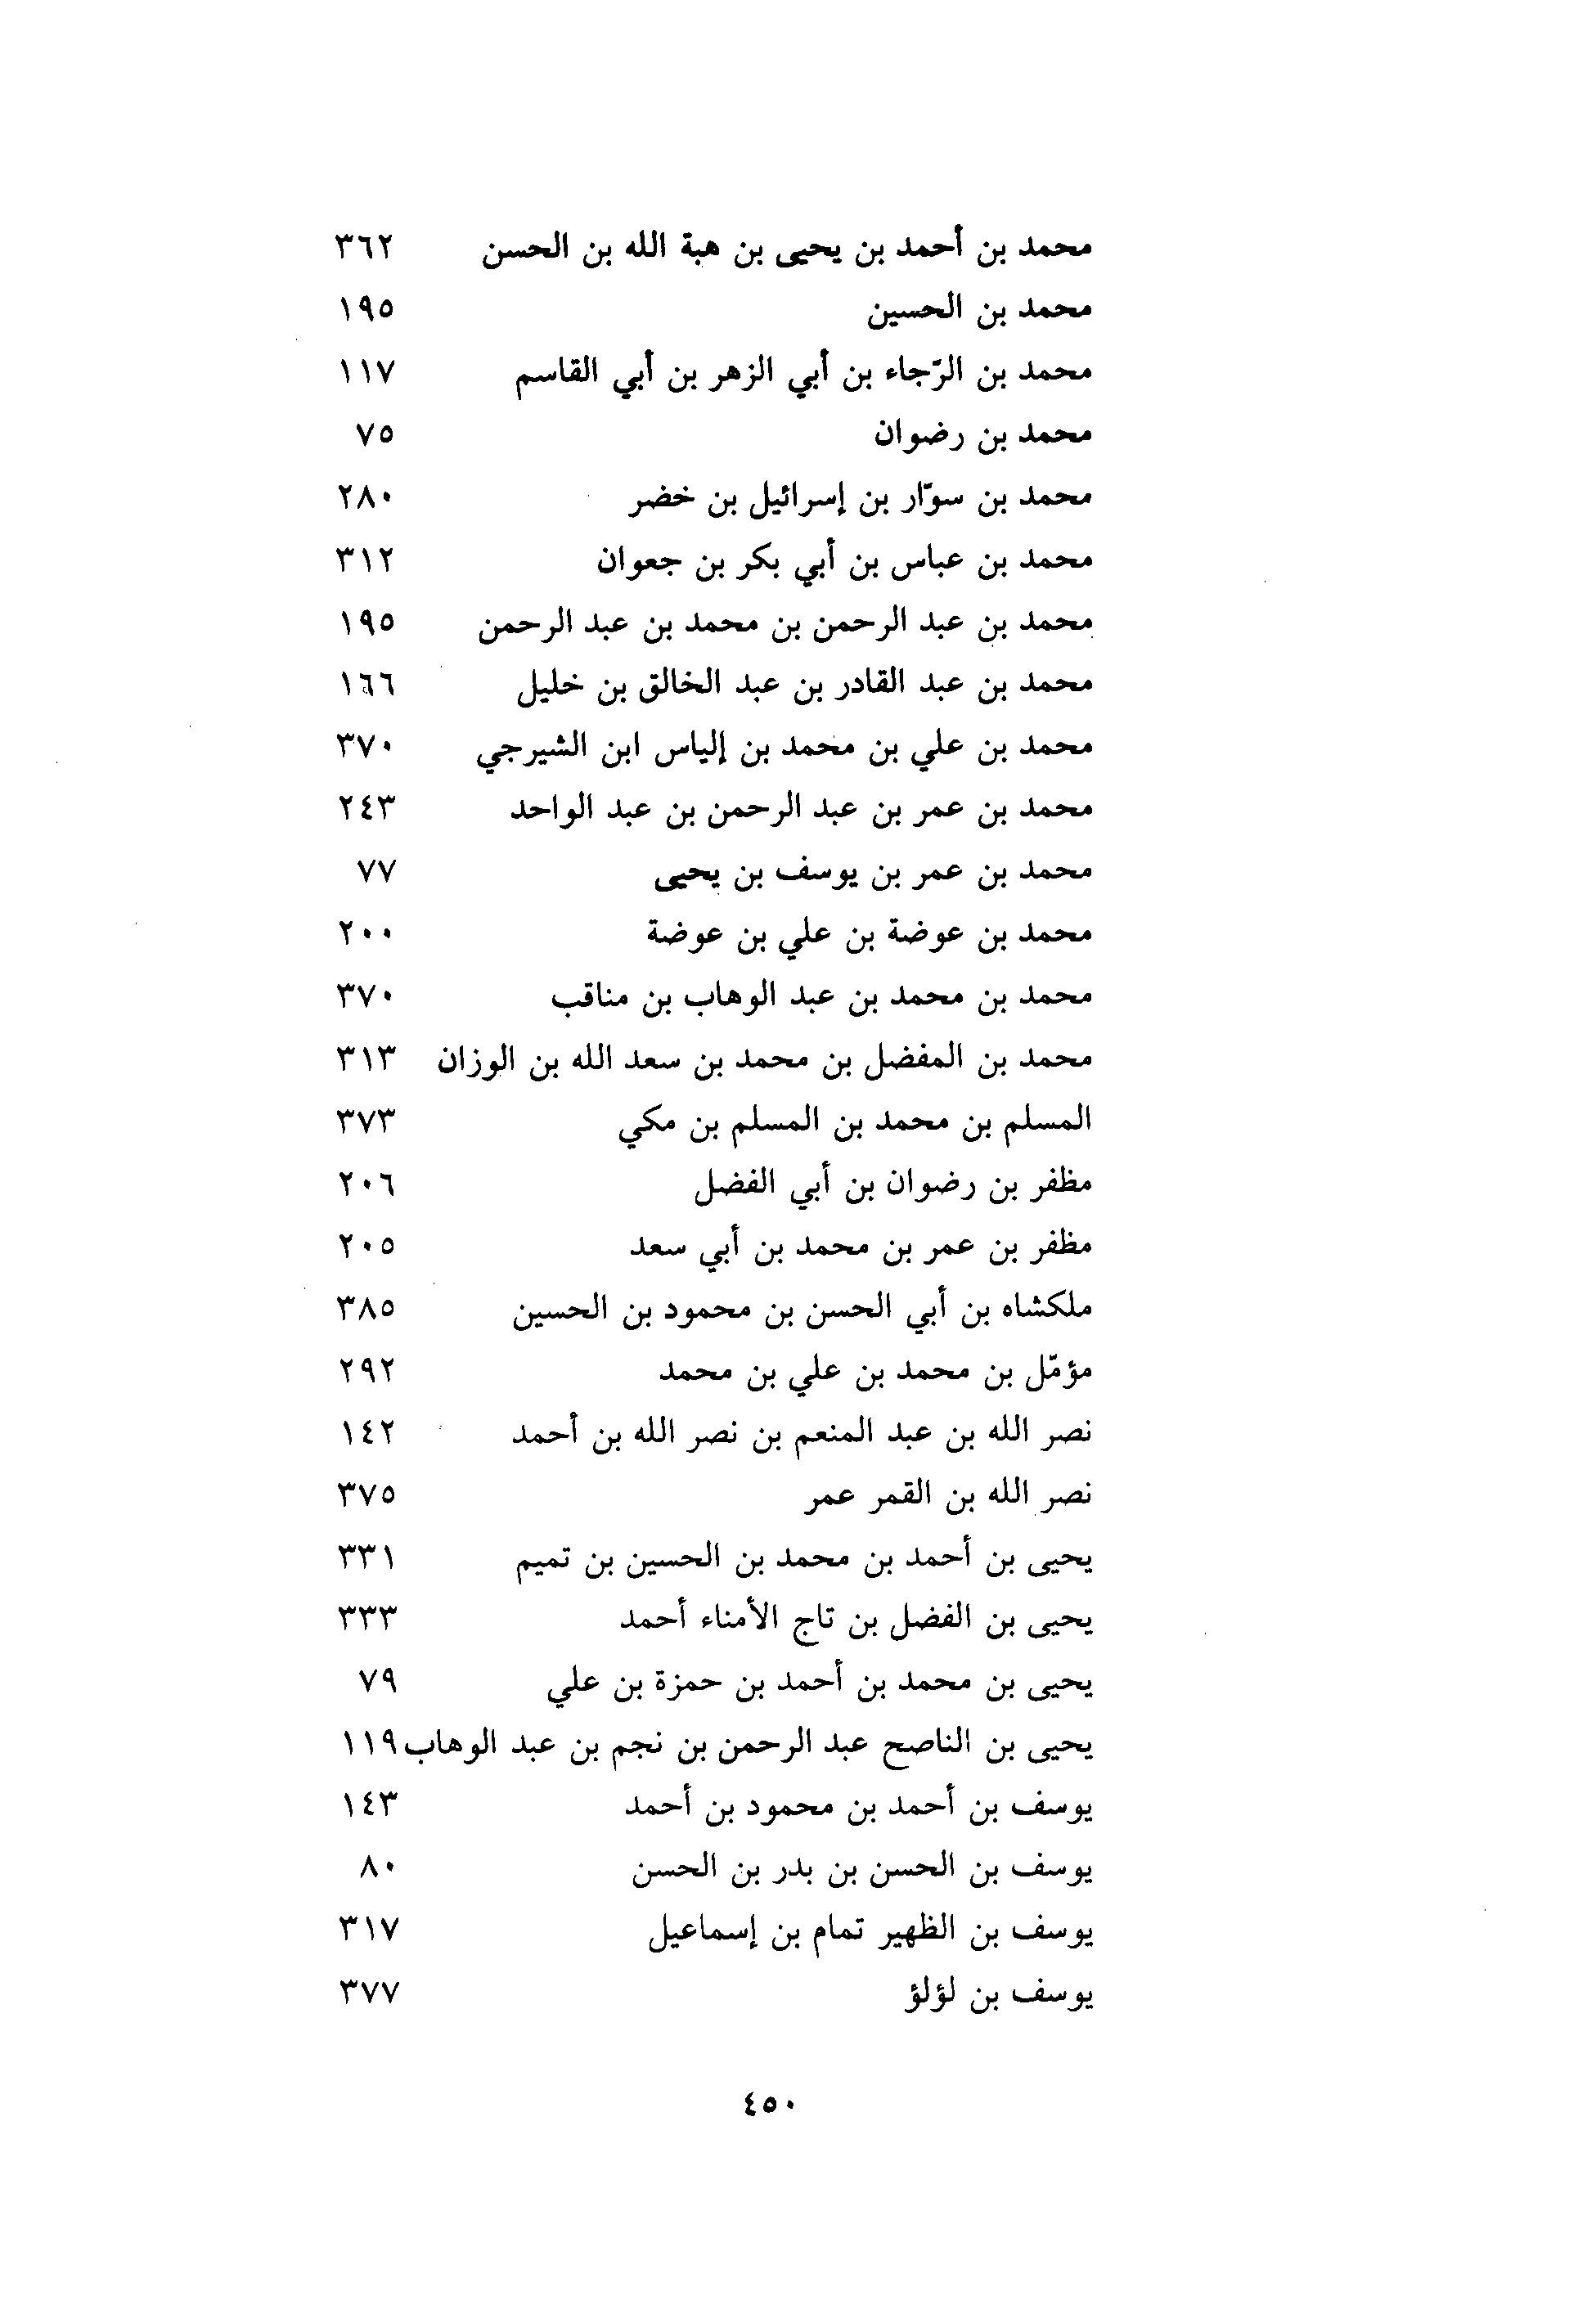 محمد بن أحمد بن يحيى بن هبة الله بن الحسن ٣٦٢
محمد بن الحسين ١٩٥
محمد بن الرّجاء بن أبي الزهر بن أبي القاسم ١١٧
محمد بن رضوان ٧٥
محمد بن سوّار بن إسرائيل بن خضر ٢٨٠
محمد بن عباس بن أبي بكر بن جعوان ٣١٢
محمد بن عبد الرحمن بن محمد بن عبد الرحمن ١٩٥
محمد بن عبد القادر بن عبد الخالق بن خليل ١٦٦
محمد بن علي بن محمد بن إلياس ابن الشيرجي ٣٧٠
محمد بن عمر بن عبد الرحمن بن عبد الواحد ٢٤٣
محمد بن عمر بن يوسف بن يحيى ٧٧
محمد بن عوضة بن علي بن عوضة ٢٠٠
محمد بن محمد بن عبد الوهاب بن مناقب ٣٧٠
محمد بن المفضل بن محمد بن سعد الله بن الوزان ٣١٣
المسلم بن محمد بن المسلم بن مكي ٣٧٣
مظفر بن رضوان بن أبي الفضل ٢٠٦
مظفر بن عمر بن محمد بن أبي سعد ٢٠٥
ملكشاه بن أبي الحسن بن محمود بن الحسين ٣٨٥
مؤمّل بن محمد بن علي بن محمد ٢٩٢
نصر الله بن عبد المنعم بن نصر الله بن أحمد ١٤٢
نصر الله بن القمر عمر ٣٧٥
يحيى بن أحمد بن محمد بن الحسين بن تميم ٣٣١
يحيى بن الفضل بن تاج الأمناء أحمد ٣٣٣
يحيى بن محمد بن أحمد بن حمزة بن علي ٧٩
يحيى بن الناصح عبد الرحمن بن نجم بن عبد الوهاب ١١٩
يوسف بن أحمد بن محمود بن أحمد ١٤٣
يوسف بن الحسن بن بدر بن الحسن ٨٠
يوسف بن الظهير تمام بن إسماعيل ٣١٧
يوسف بن لؤلؤ ٣٧٧
٤٥٠